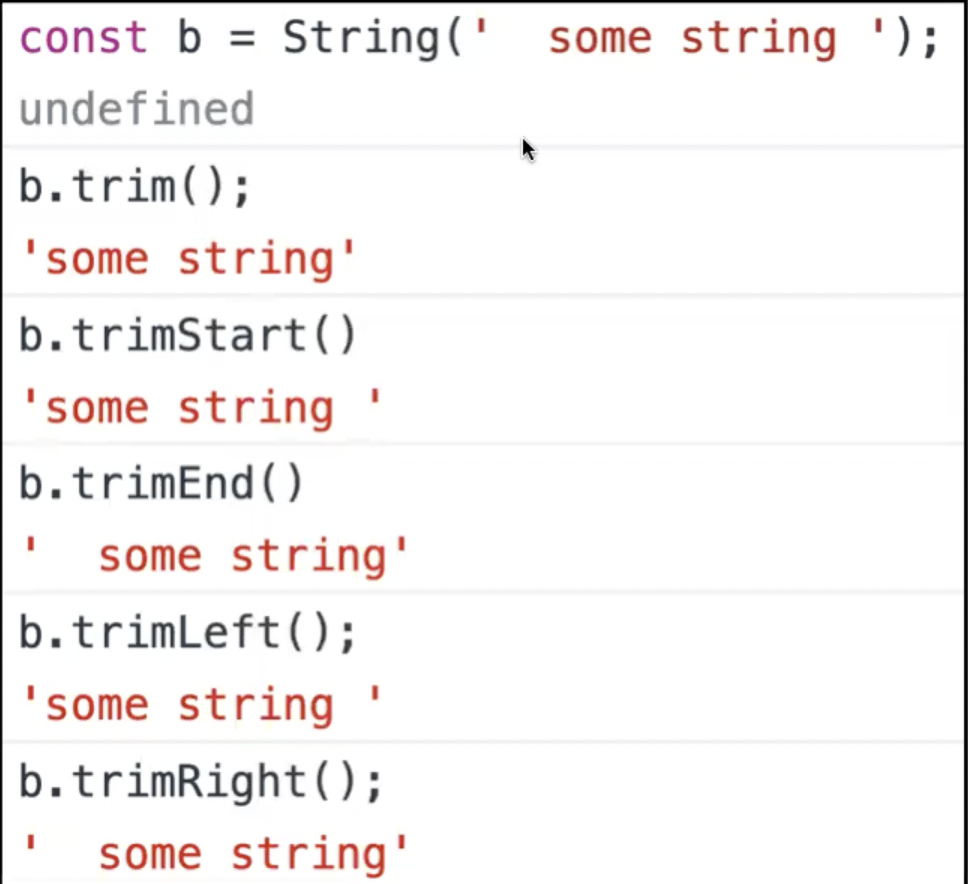 const b = String('  some string ');
undefined
b.trim();
'some string'
b.trimStart()
'some string '
b.trimEnd()
'  some string'
b.trimLeft();
'some string '
b.trimRight();
'  some string'